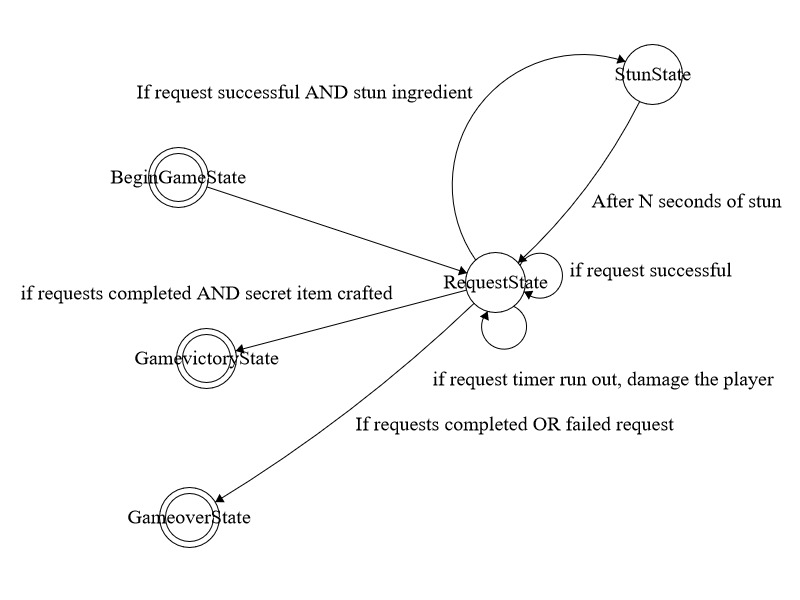 StunState
If request successful AND stun ingredient
BeginGameState
After N seconds of stun
if request successful
RequestState
if requests completed AND secret item crafted
GamevictoryState
if request timer run out, damage the player
If requests completed OR failed request
GameoverState